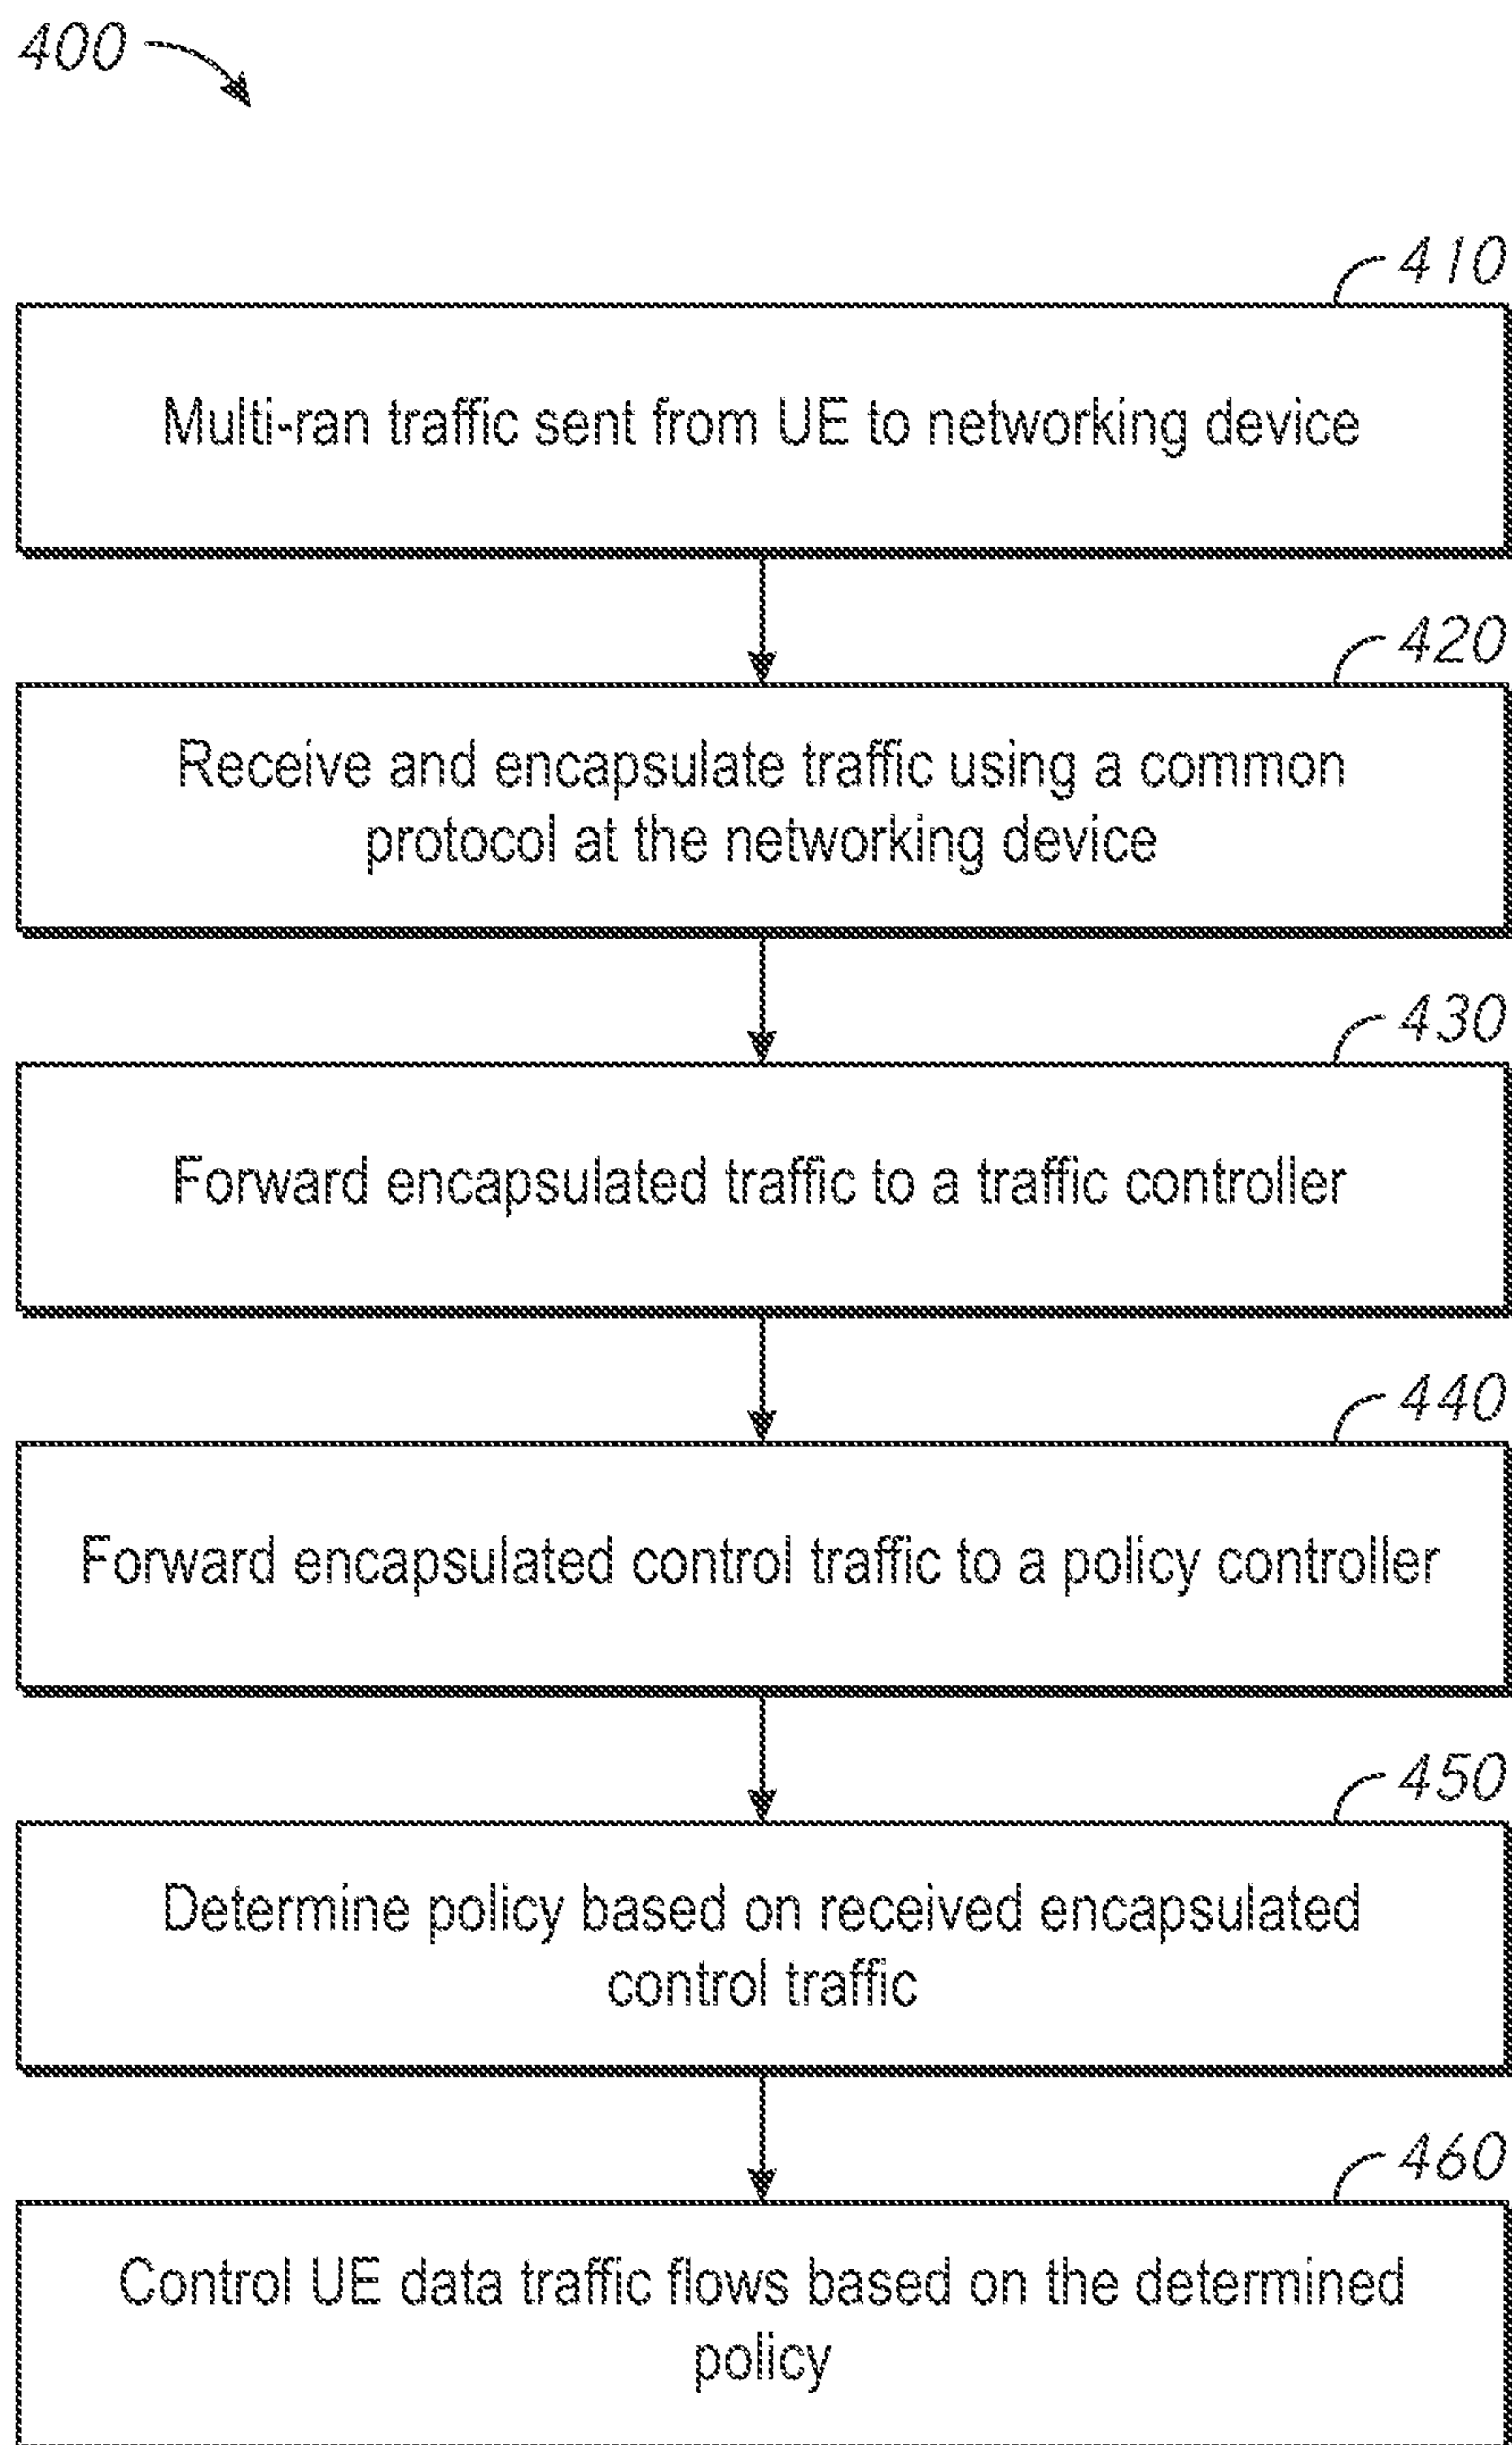 400
410
Multi-ran traffic sent from UE to networking device
420
Receive and encapsulate traffic using a common
protocol at the networking device
430
Forward encapsulated traffic to a traffic controller
440
Forward encapsulated control traffic to a policy controller
450
Determine policy based on received encapsulated
control traffic
460
Control UE data traffic flows based on the determined
policy